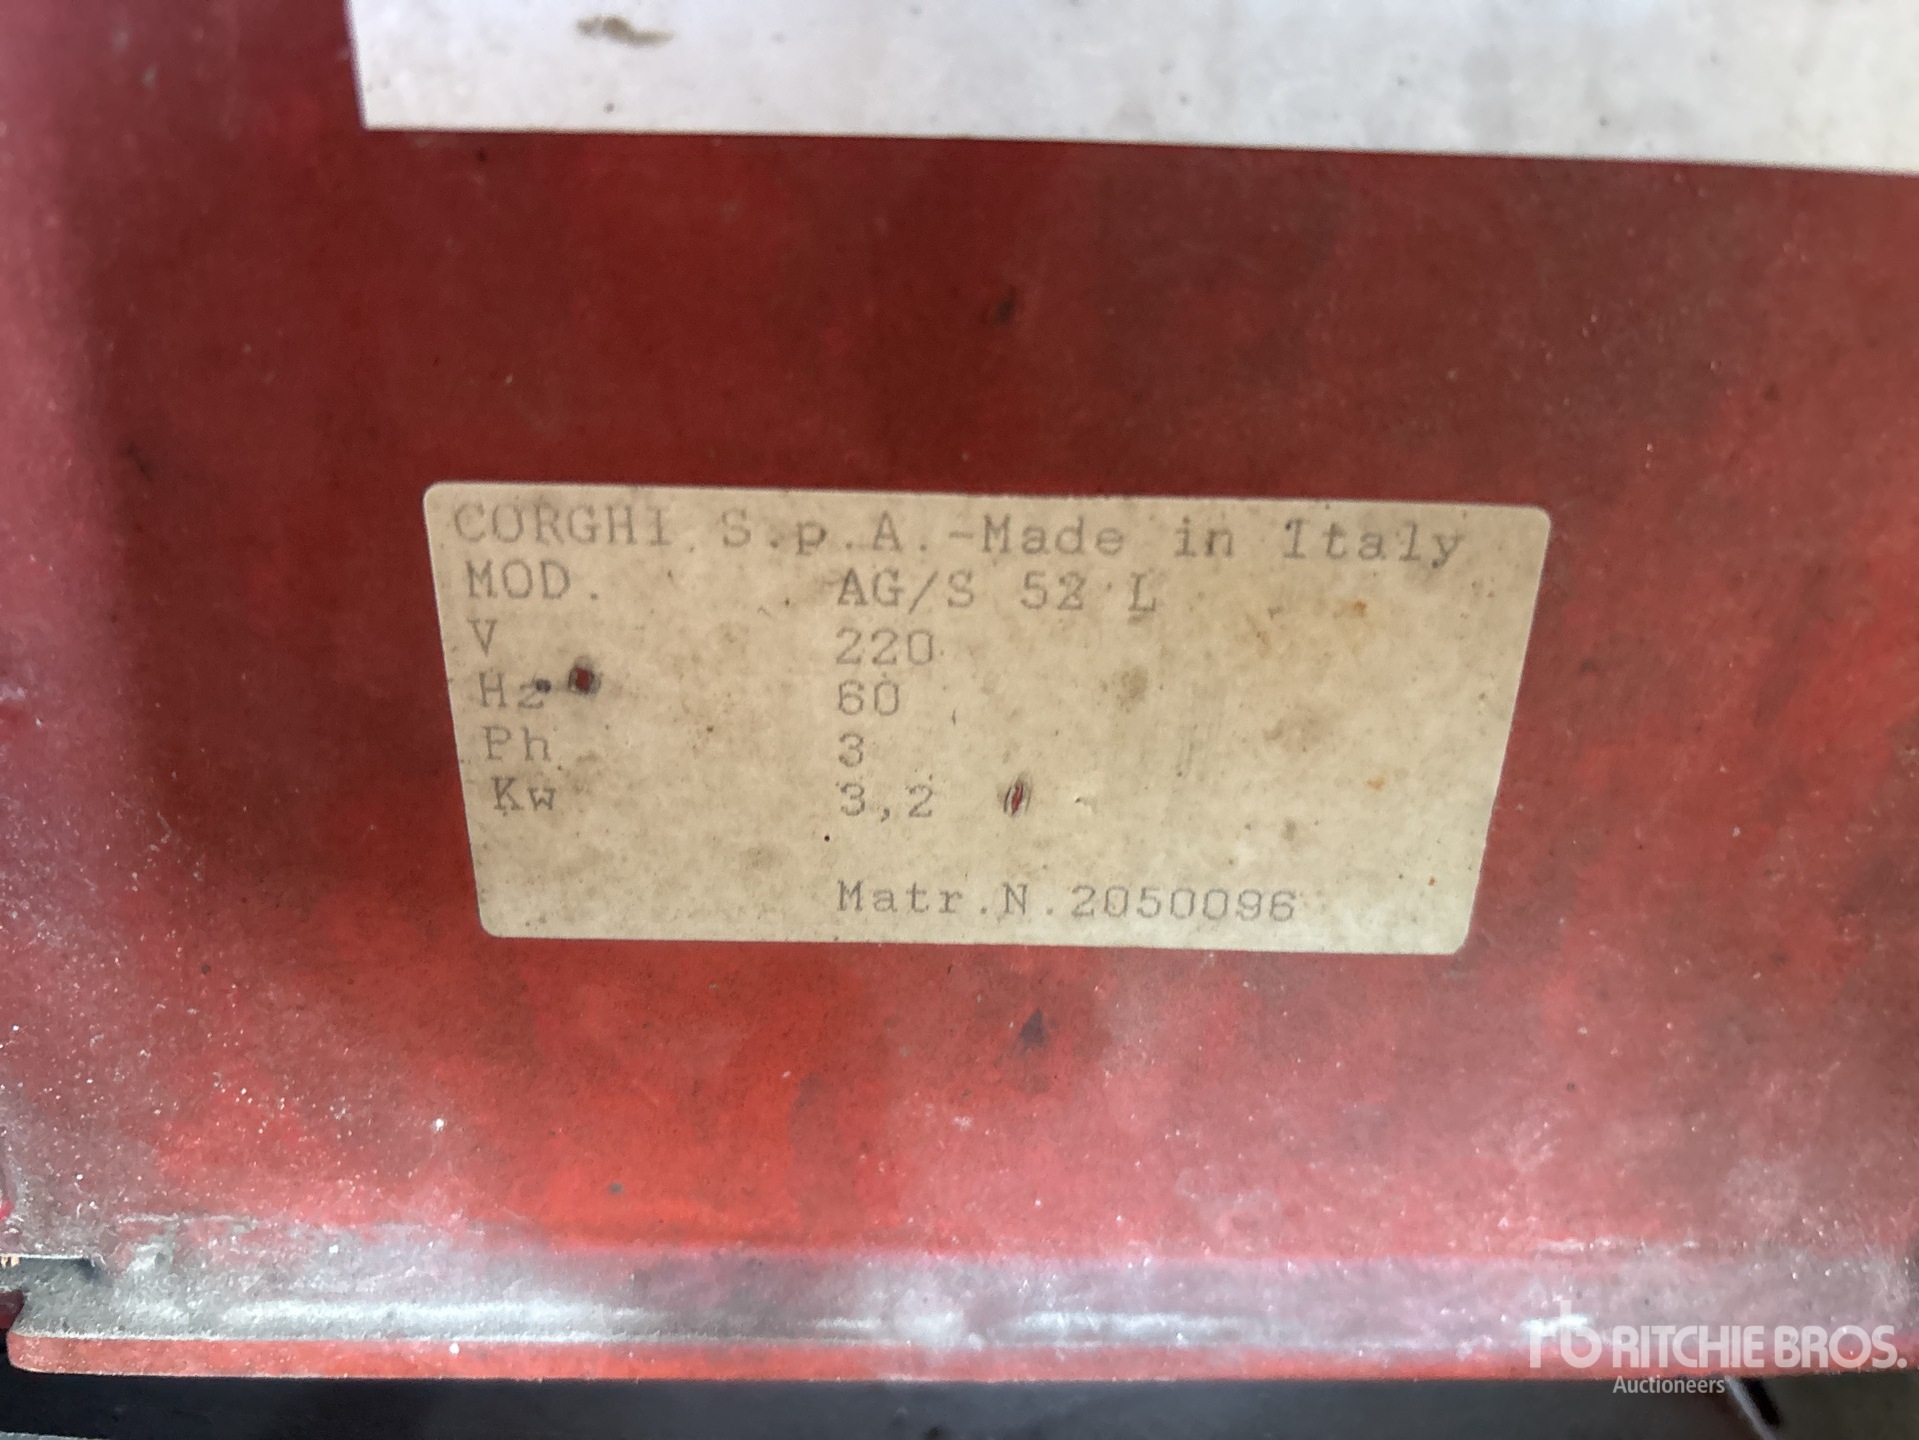 CORGHI S.p.A.-Made in Italy
MOD. AG/S 52 L
V 220
Hz 60
Ph 3
Kw 3,2
Matr.N.2050096
rb RITCHIE BROS.
Auctioneers